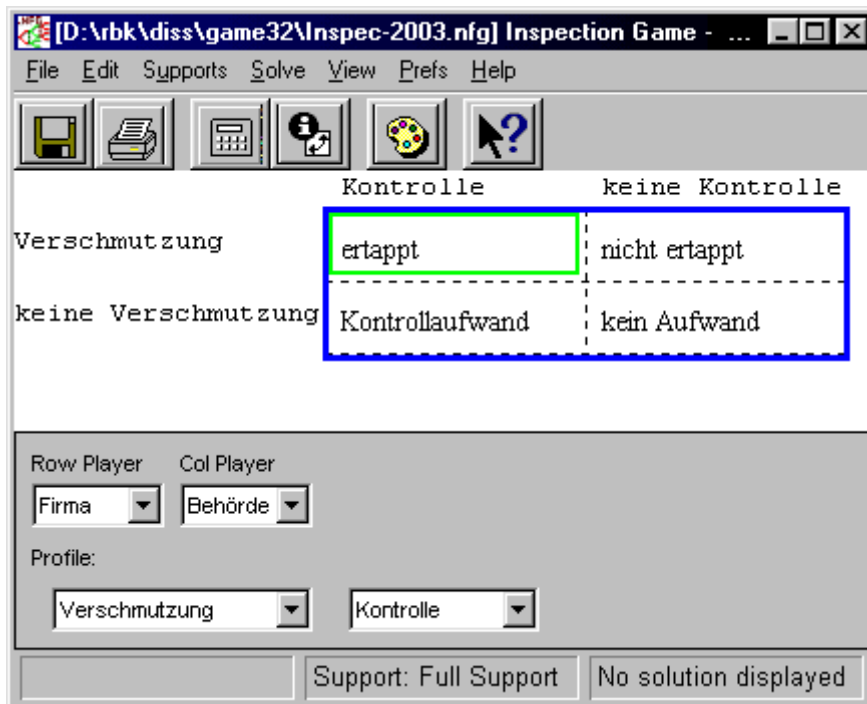 [D:\rbk\diss\game32\Inspec-2003.nfg] Inspection Game - ...
File Edit Supports Solve View Prefs Help
Kontrolle keine Kontrolle
Verschmutzung ertappt nicht ertappt
keine Verschmutzung Kontrollaufwand kein Aufwand
Row Player Col Player
Firma Behörde
Profile:
Verschmutzung Kontrolle
Support: Full Support No solution displayed